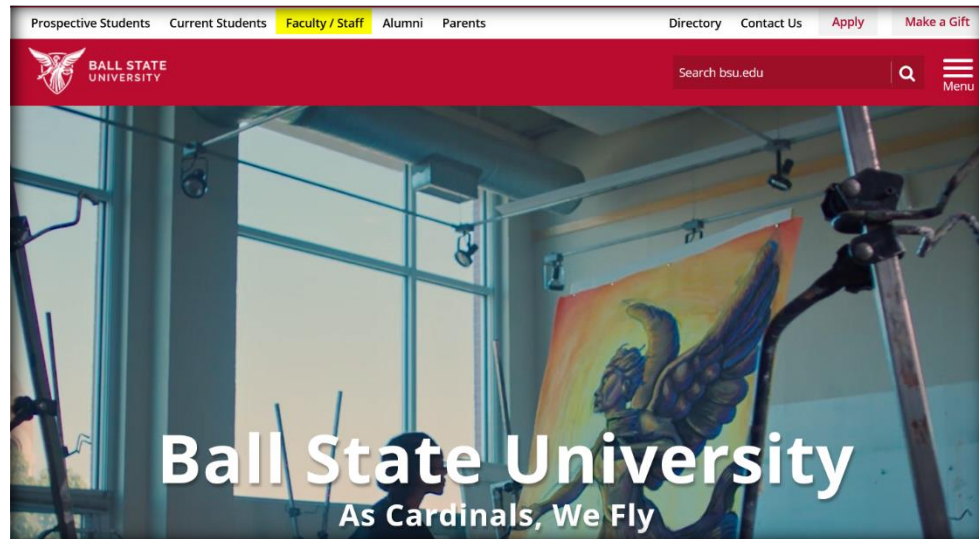 Prospective Students Current Students Faculty / Staff Alumni Parents Directory Contact Us Apply Make a Gift
BALL STATE
UNIVERSITY
Search bsu.edu
Menu
Ball State University
As Cardinals, We Fly